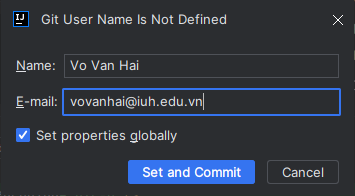 IJ
Git User Name Is Not Defined
Name: Vo Van Hai
E-mail: vovanhai@iuh.edu.vn
Set properties globally
Set and Commit Cancel